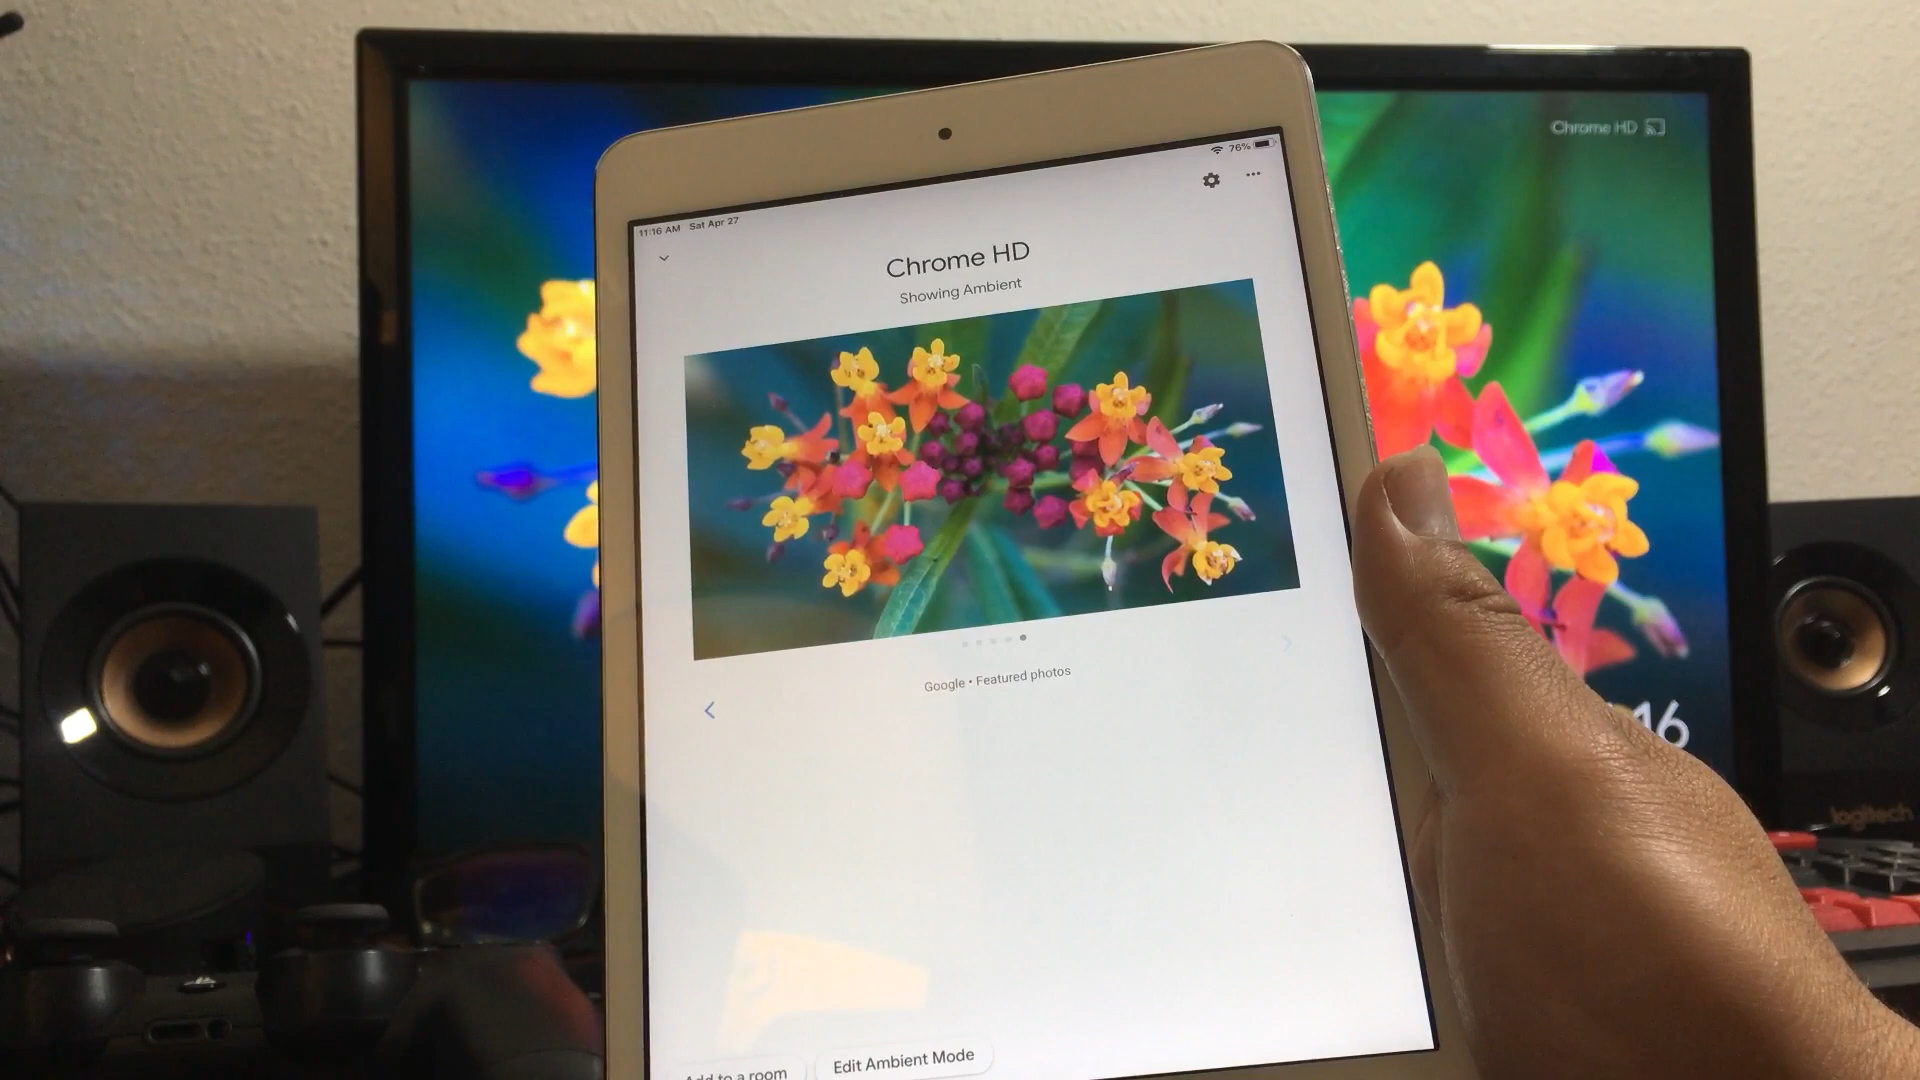 Chrome HD
76%
11:16 AM Sat Apr 27
Chrome HD
Showing Ambient
Google • Featured photos
16
logitech
Add to a room
Edit Ambient Mode